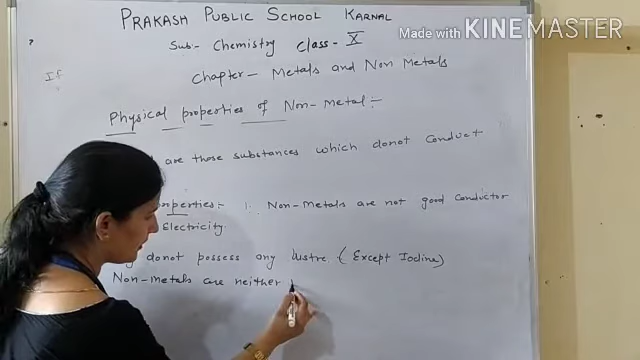 PRAKASH PUBLIC SCHOOL KARNAL
Made with KINEMASTER
Sub:- Chemistry Class - X
If
Chapter - Metals and Non Metals
Physical properties of Non-Metal :-
are those substances which donot conduct
properties :- 1. Non-Metals are not good conductor
Electricity.
donot possess any lustre. (Except Iodine)
Non-metals are neither